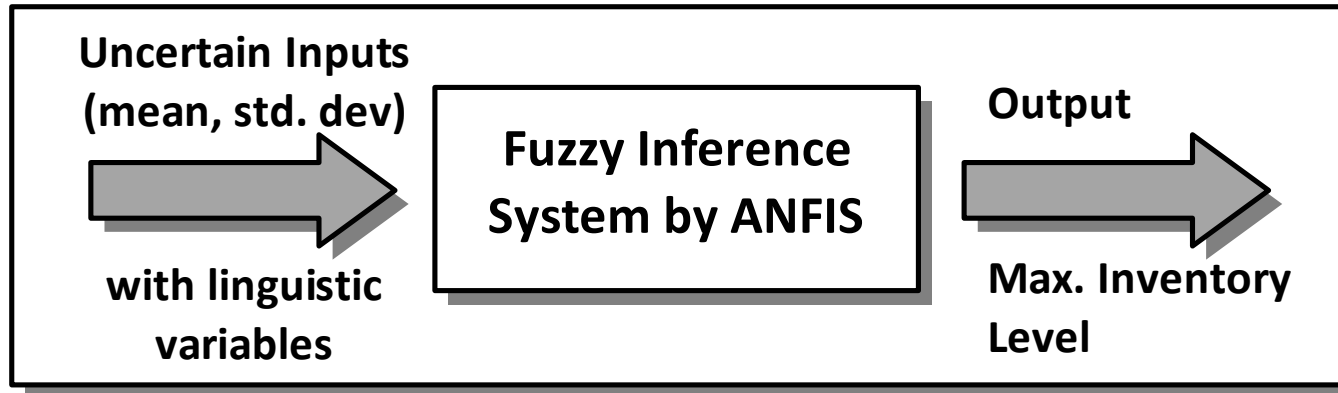 Uncertain Inputs
(mean, std. dev)
with linguistic
variables
Fuzzy Inference
System by ANFIS
Output
Max. Inventory
Level